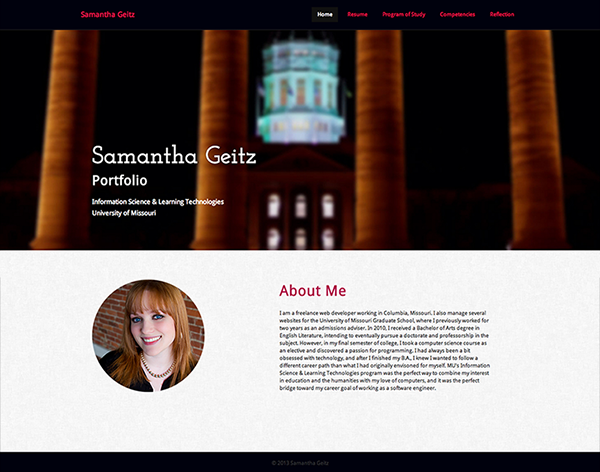 Samantha Geitz
Home Resume Program of Study Competencies Reflection
Samantha Geitz
Portfolio
Information Science & Learning Technologies
University of Missouri
About Me
I am a freelance web developer working in Columbia, Missouri. I also manage several
websites for the University of Missouri Graduate School, where I previously worked for
two years as an admissions adviser. In 2010, I received a Bachelor of Arts degree in
English Literature, intending to eventually pursue a doctorate and professorship in the
subject. However, in my final semester of college, I took a computer science course as
an elective and discovered a passion for programming. I had always been a bit
obsessed with technology, and after I finished my B.A., I knew I wanted to follow a
different career path than what I had originally envisoned for myself. MU's Information
Science & Learning Technologies program was the perfect way to combine my interest
in education and the humanities with my love of computers, and it was the perfect
bridge toward my career goal of working as a software engineer.
© 2013 Samantha Geitz